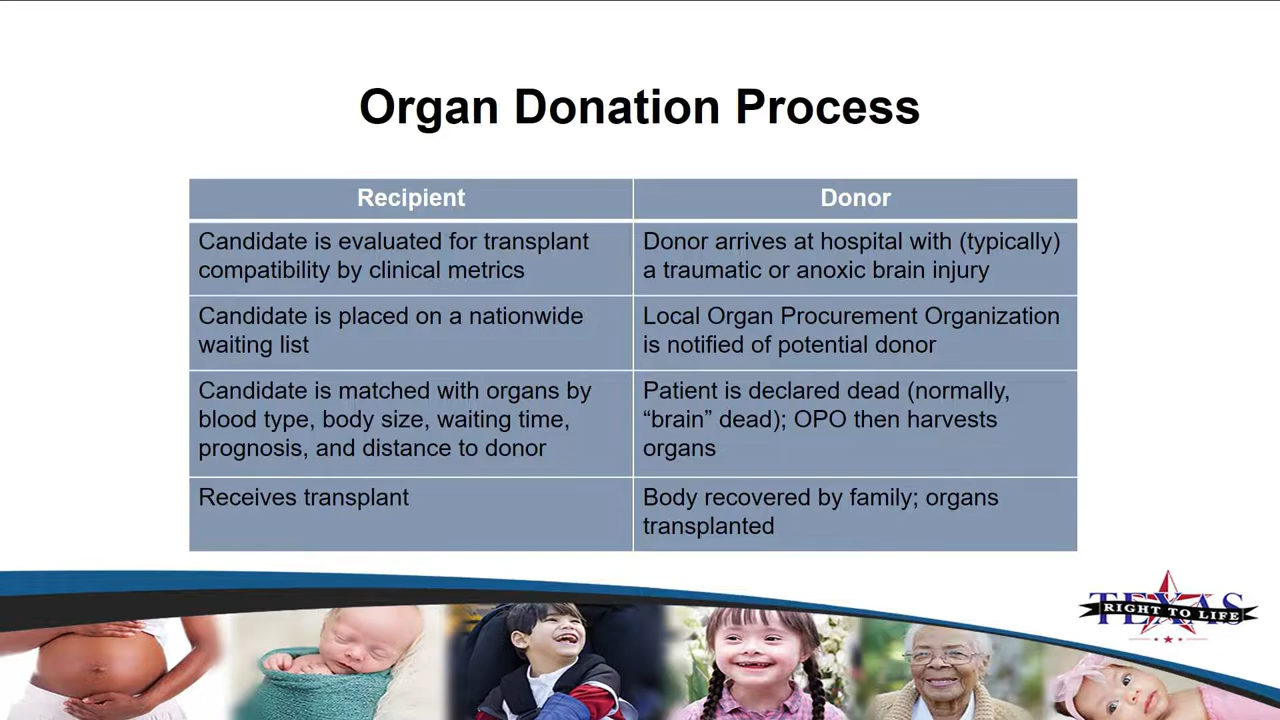 Organ Donation Process
Recipient
Donor
Candidate is evaluated for transplant
compatibility by clinical metrics
Donor arrives at hospital with (typically)
a traumatic or anoxic brain injury
Candidate is placed on a nationwide
waiting list
Local Organ Procurement Organization
is notified of potential donor
Candidate is matched with organs by
blood type, body size, waiting time,
prognosis, and distance to donor
Patient is declared dead (normally,
“brain” dead); OPO then harvests
organs
Receives transplant
Body recovered by family; organs
transplanted
TEXAS
RIGHT TO LIFE